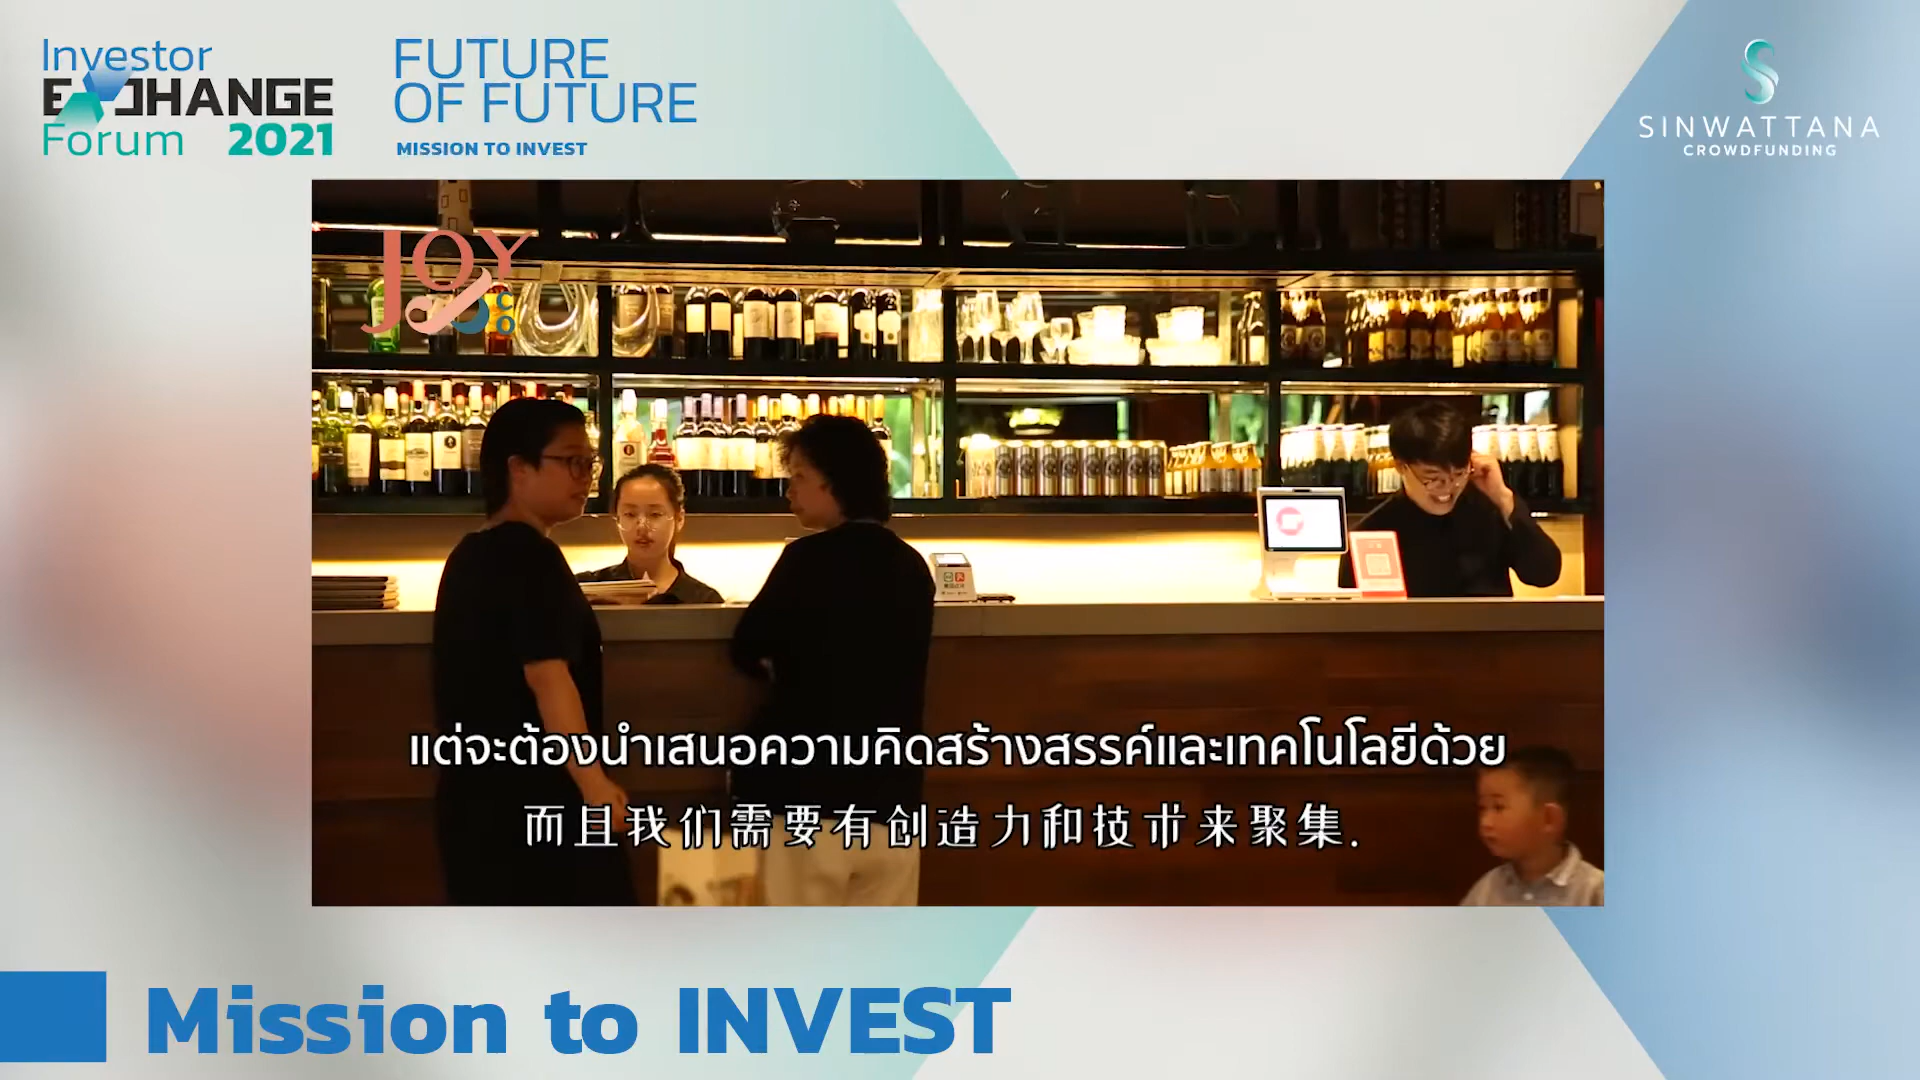 Investor
EXCHANGE
Forum 2021
FUTURE
OF FUTURE
MISSION TO INVEST
SINWATTANA
CROWDFUNDING
JOY
CO
แต่จะต้องนำเสนอความคิดสร้างสรรค์และเทคโนโลยีด้วย
而且我们需要有创造力和技术来聚集.
Mission to INVEST